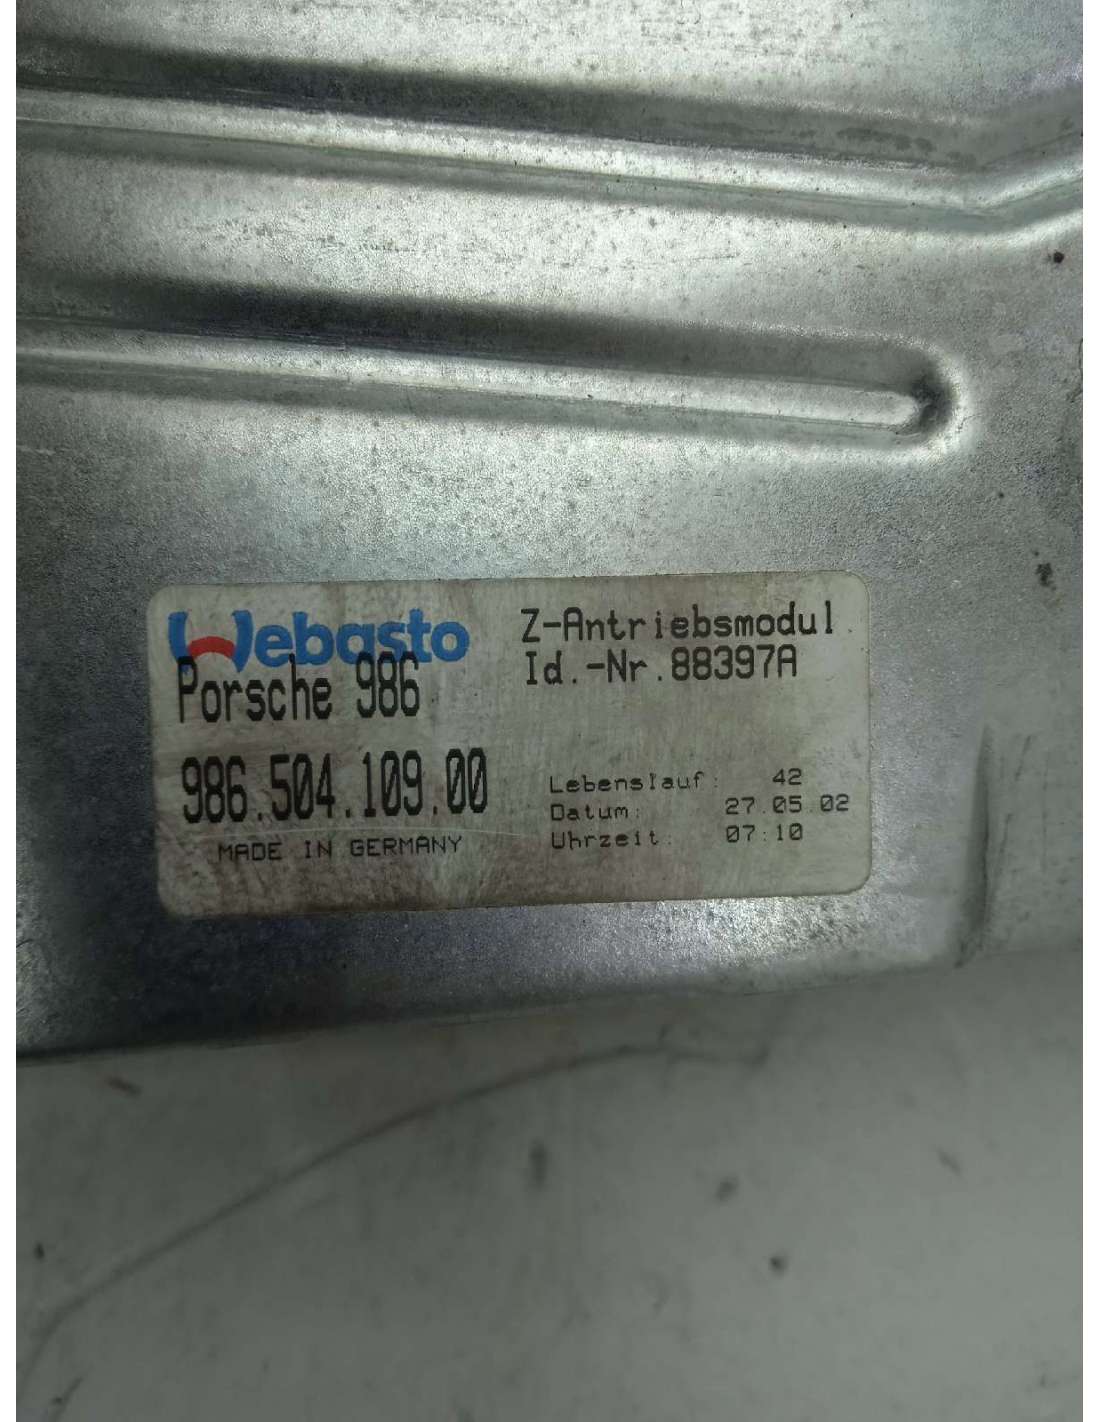 Webasto
Porsche 986
986.504.109.00
MADE IN GERMANY
Z-Antriebsmodul
Id.-Nr.88397A
Lebenslauf: 42
Datum: 27.05.02
Uhrzeit: 07:10